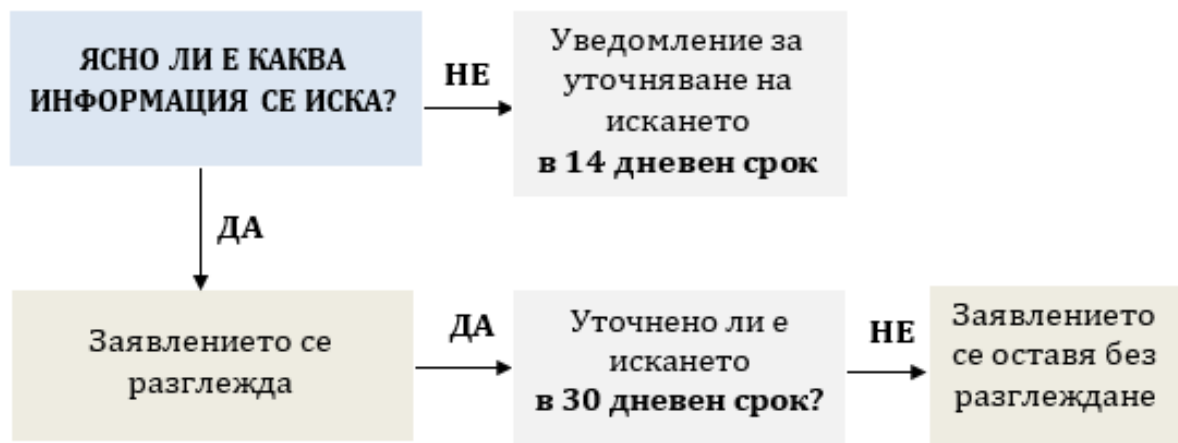 ЯСНО ЛИ Е КАКВА
ИНФОРМАЦИЯ СЕ ИСКА?
НЕ
Уведомление за
уточняване на
искането
в 14 дневен срок
ДА
Заявлението се
разглежда
ДА
Уточнено ли е
искането
в 30 дневен срок?
НЕ
Заявлението
се оставя без
разглеждане